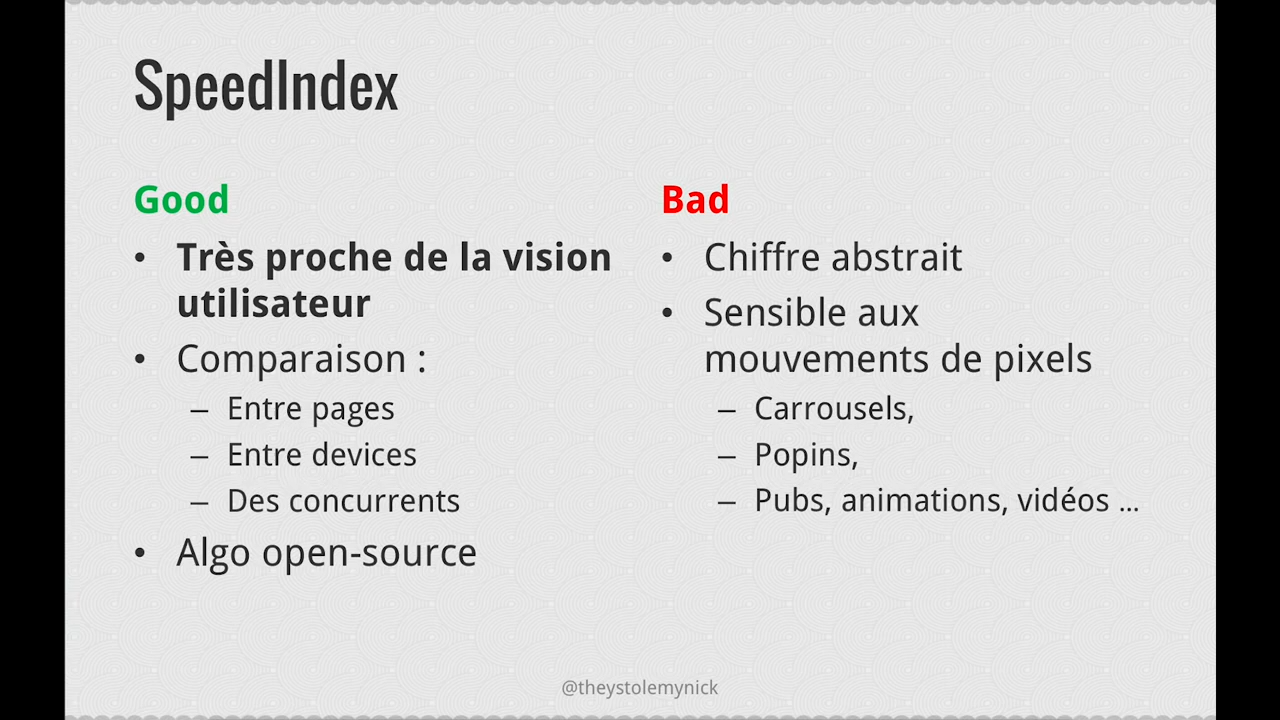 SpeedIndex
Good
• Très proche de la vision
utilisateur
• Comparaison :
– Entre pages
– Entre devices
– Des concurrents
• Algo open-source
Bad
• Chiffre abstrait
• Sensible aux
mouvements de pixels
– Carrousels,
– Popins,
– Pubs, animations, vidéos ...
@theystolemynick